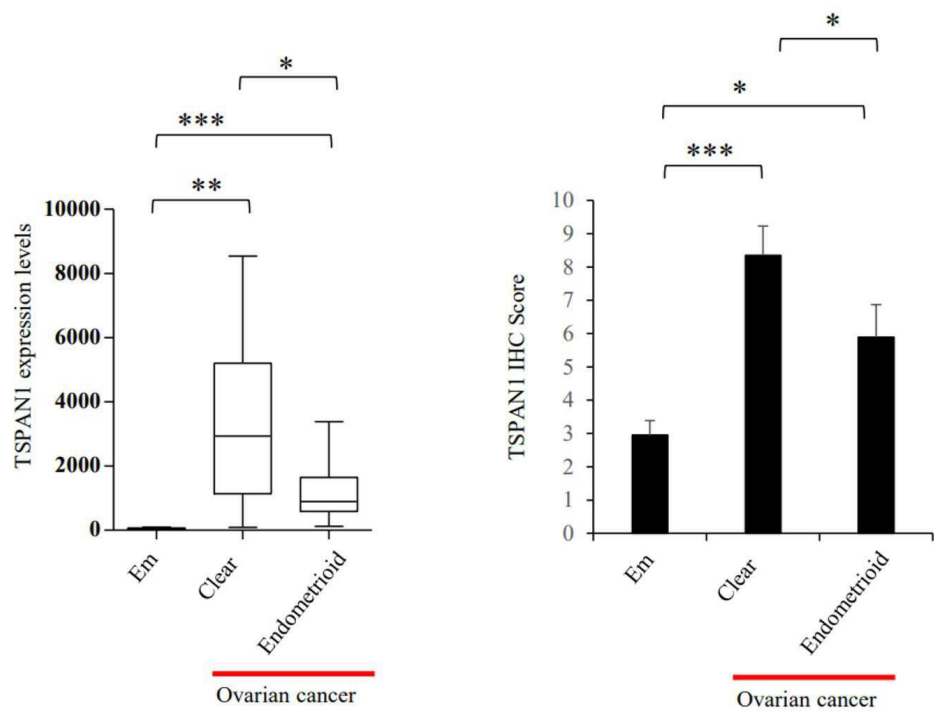 *
***
**
10000
8000
6000
4000
2000
0
TSPAN1 expression levels
Em
Clear
Endometrioid
Ovarian cancer
*
*
***
10
9
8
7
6
5
4
3
2
1
0
TSPAN1 IHC Score
Em
Clear
Endometrioid
Ovarian cancer